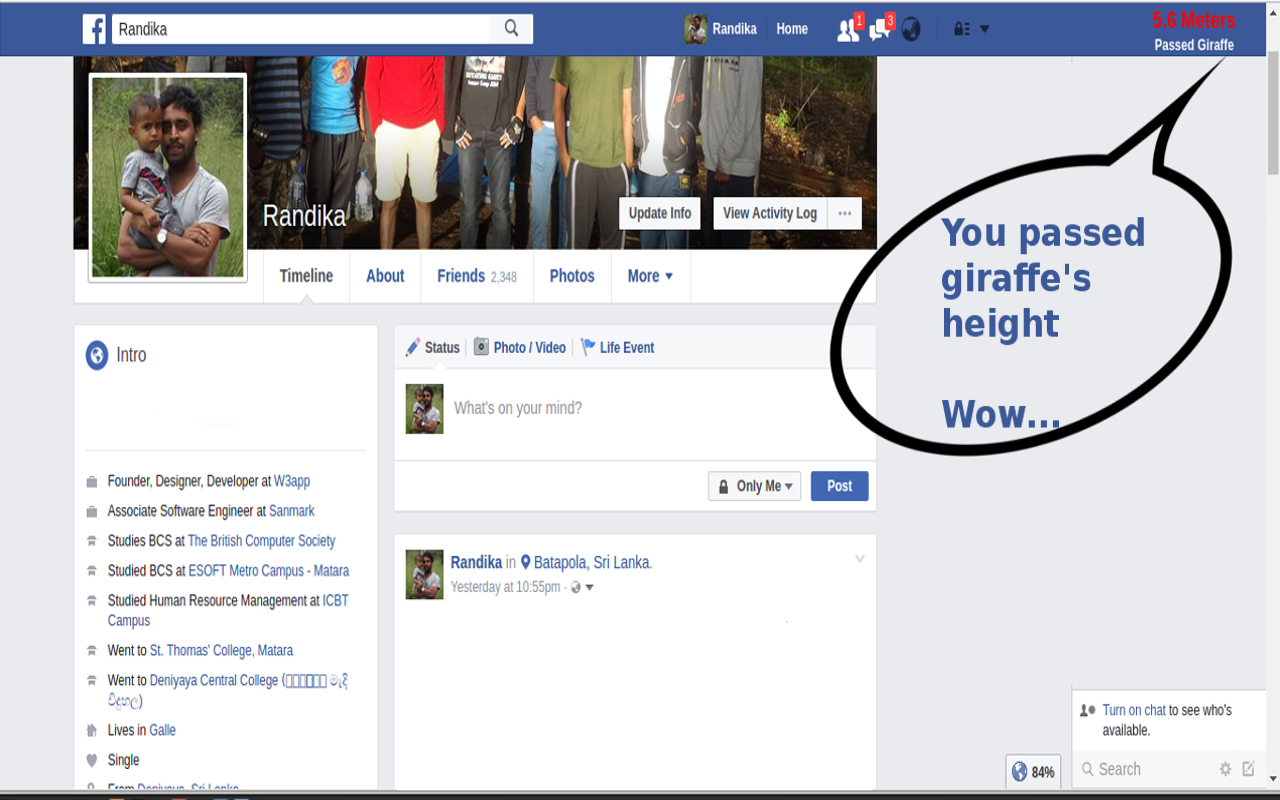 Randika
Randika
Home
1
3
5.6 Meters
Passed Giraffe
Randika
Update Info
View Activity Log
Timeline
About
Friends 2,348
Photos
More
You passed
giraffe's
height
Wow...
Intro
Founder, Designer, Developer at W3app
Associate Software Engineer at Sanmark
Studies BCS at The British Computer Society
Studied BCS at ESOFT Metro Campus - Matara
Studied Human Resource Management at ICBT
Campus
Went to St. Thomas' College, Matara
Went to Deniyaya Central College (
Lives in Galle
Single
From Deniyaya, Sri Lanka
Status
Photo / Video
Life Event
What's on your mind?
Only Me
Post
Randika in Batapola, Sri Lanka.
Yesterday at 10:55pm ·
Turn on chat to see who's
available.
84%
Search